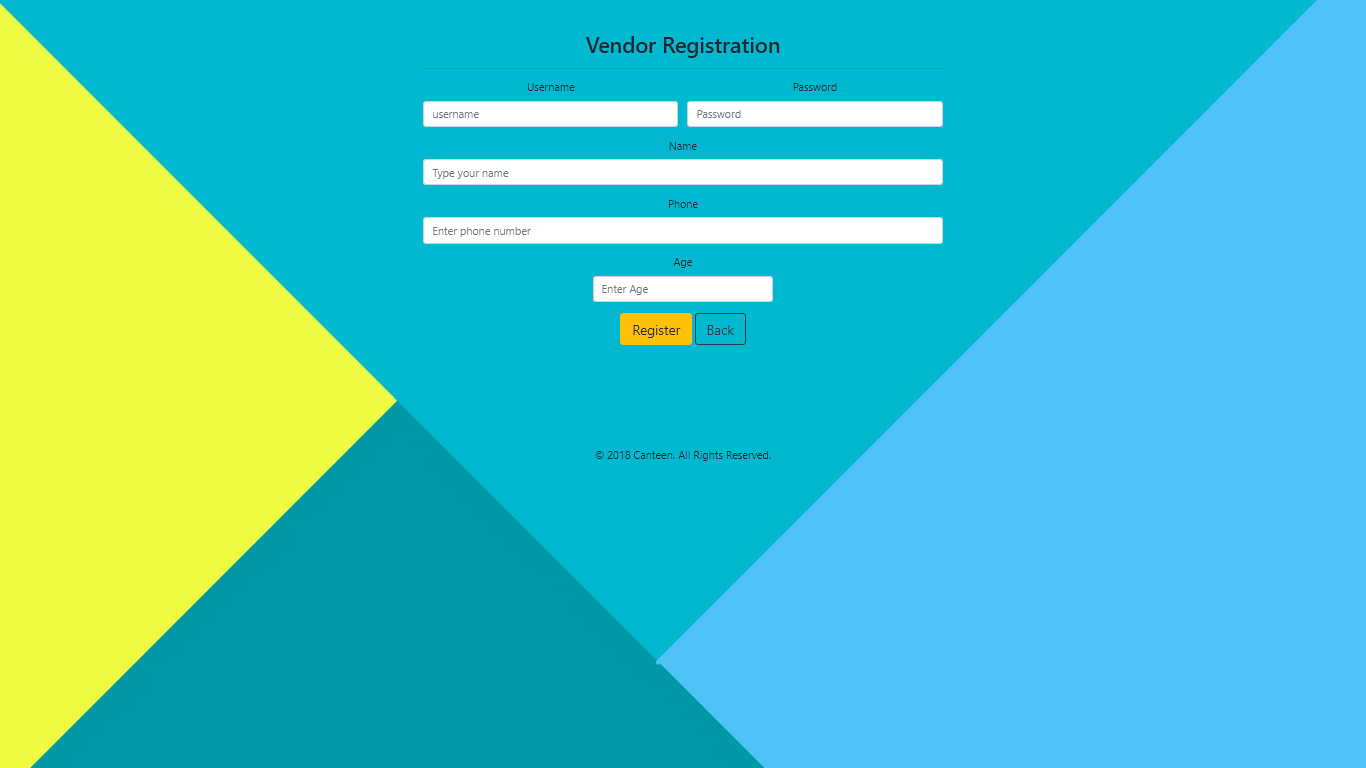 Vendor Registration
Username Password
username Password
Name
Type your name
Phone
Enter phone number
Age
Enter Age
Register Back
© 2018 Canteen. All Rights Reserved.